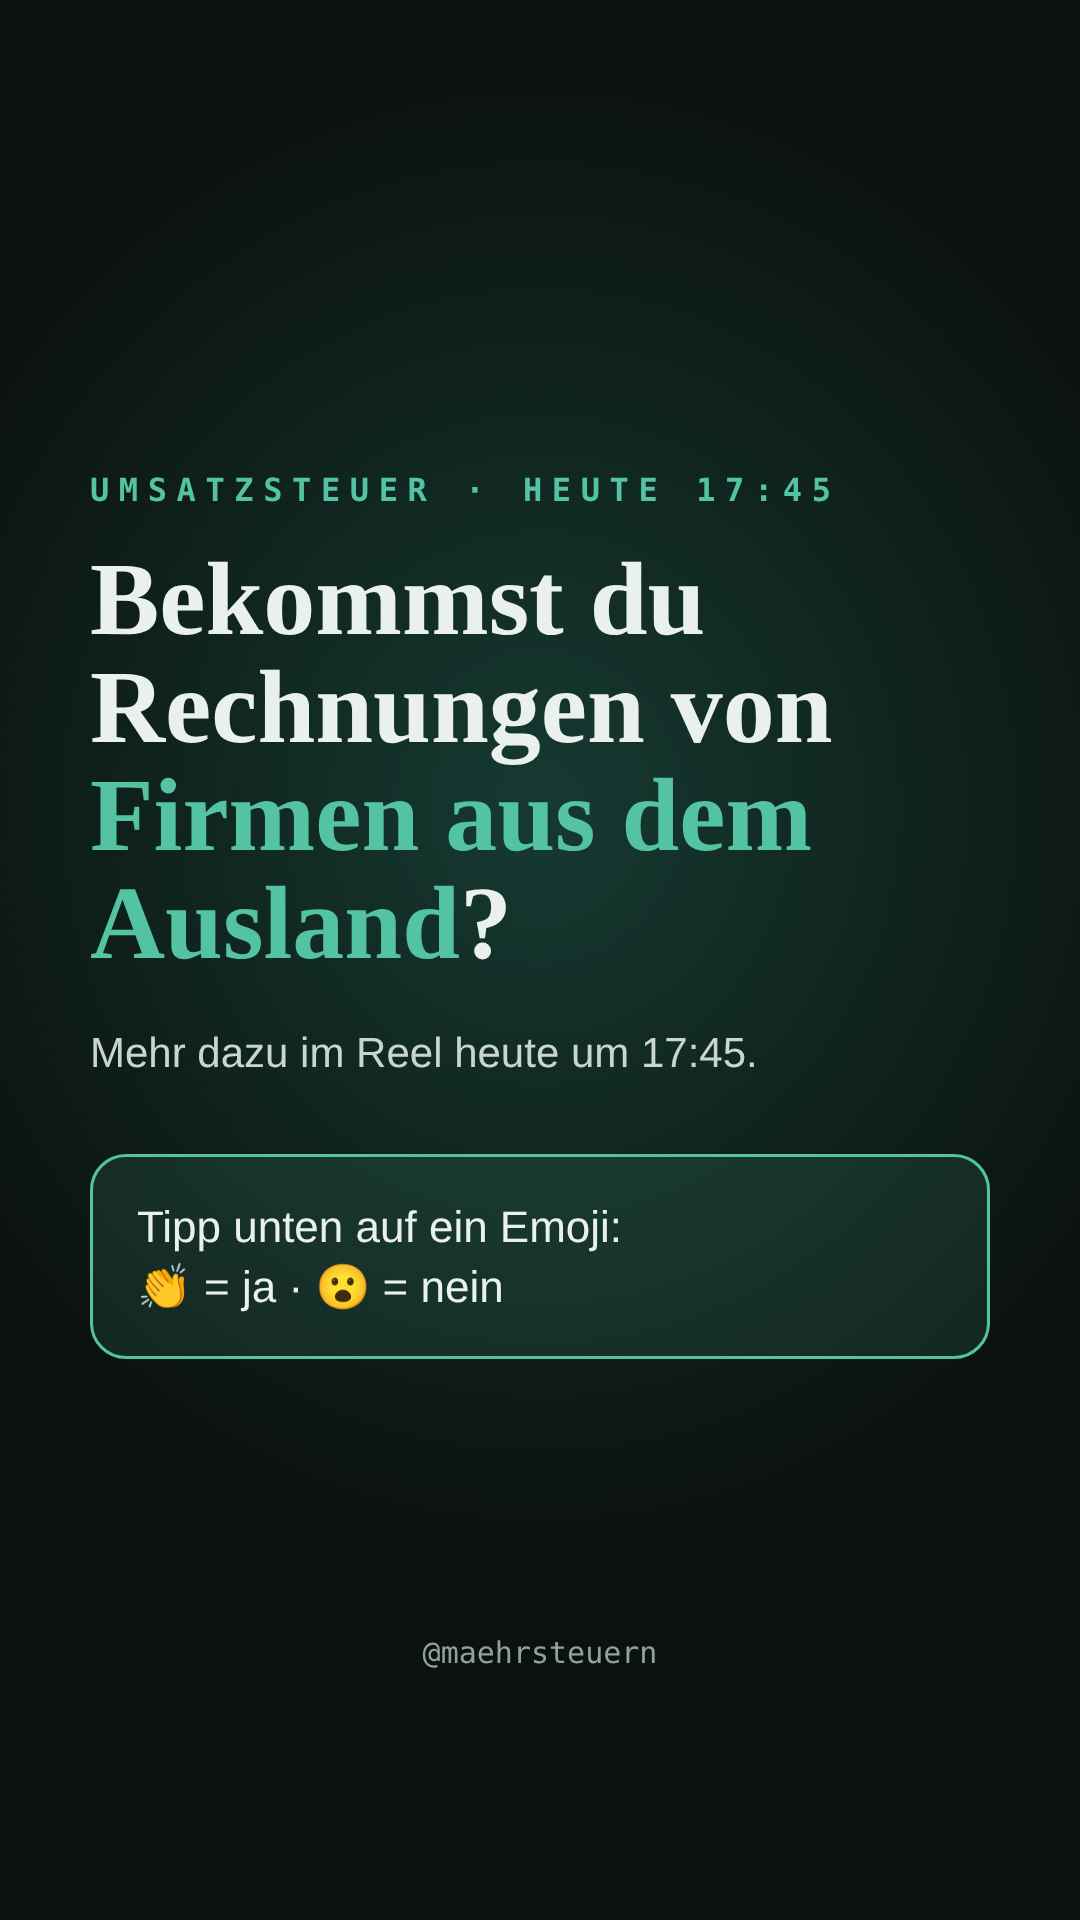 UMSATZSTEUER · HEUTE 17:45
Bekommst du
Rechnungen von
Firmen aus dem
Ausland?
Mehr dazu im Reel heute um 17:45.
Tipp unten auf ein Emoji:
👏 = ja · 😮 = nein
@maehrsteuern